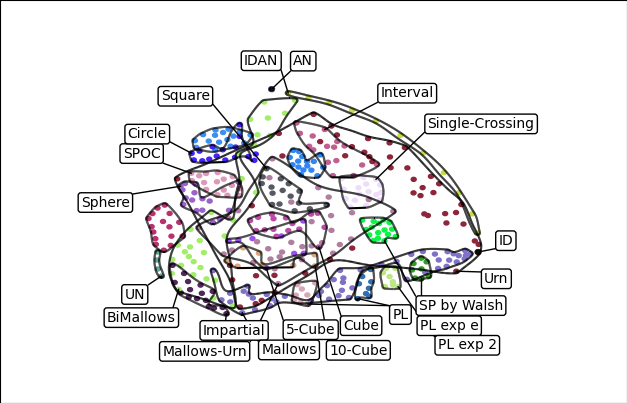 IDAN
AN
Square
Interval
Circle
Single-Crossing
SPOC
Sphere
ID
UN
Urn
BiMallows
SP by Walsh
PL
Impartial
5-Cube
Cube
PL exp e
Mallows-Urn
Mallows
10-Cube
PL exp 2